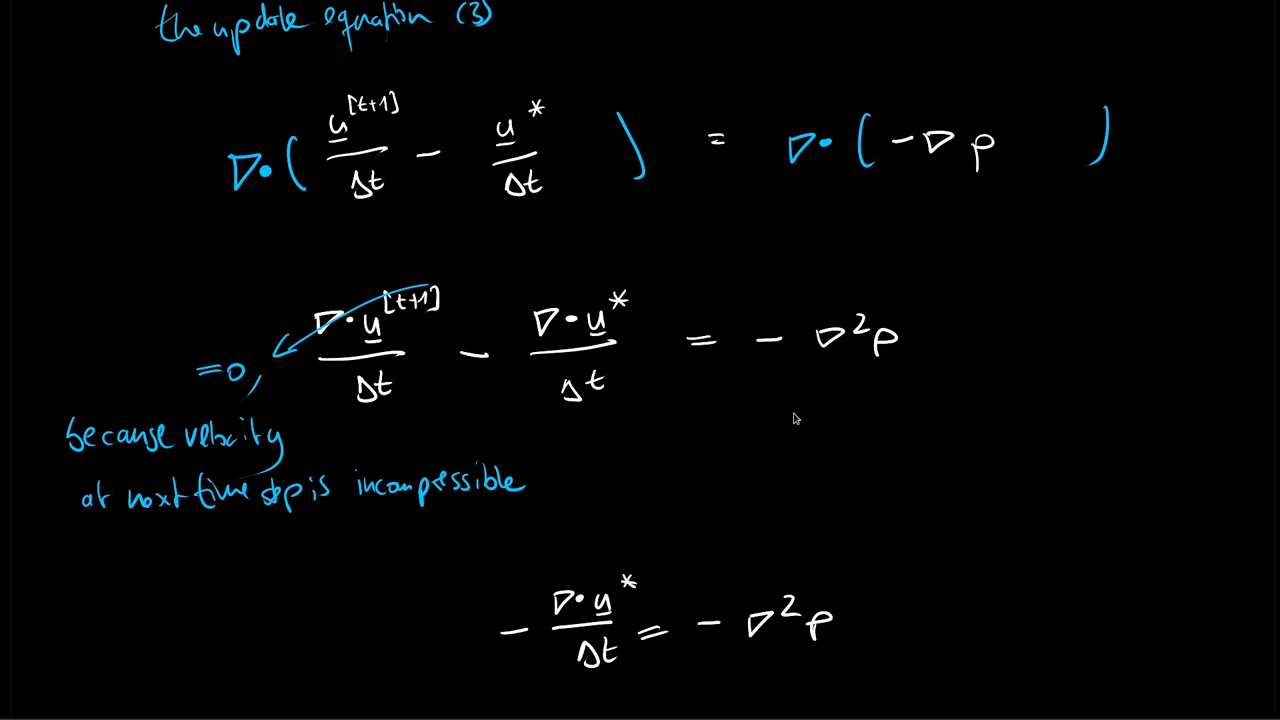 the update equation (3)
∇·( u^[t+1]/Δt − u^*/Δt ) = ∇·( −∇p )
∇·u^[t+1]/Δt − ∇·u^*/Δt = − ∇²p
=0,
because velocity
at next time step is incompressible
− ∇·u^*/Δt = − ∇²p